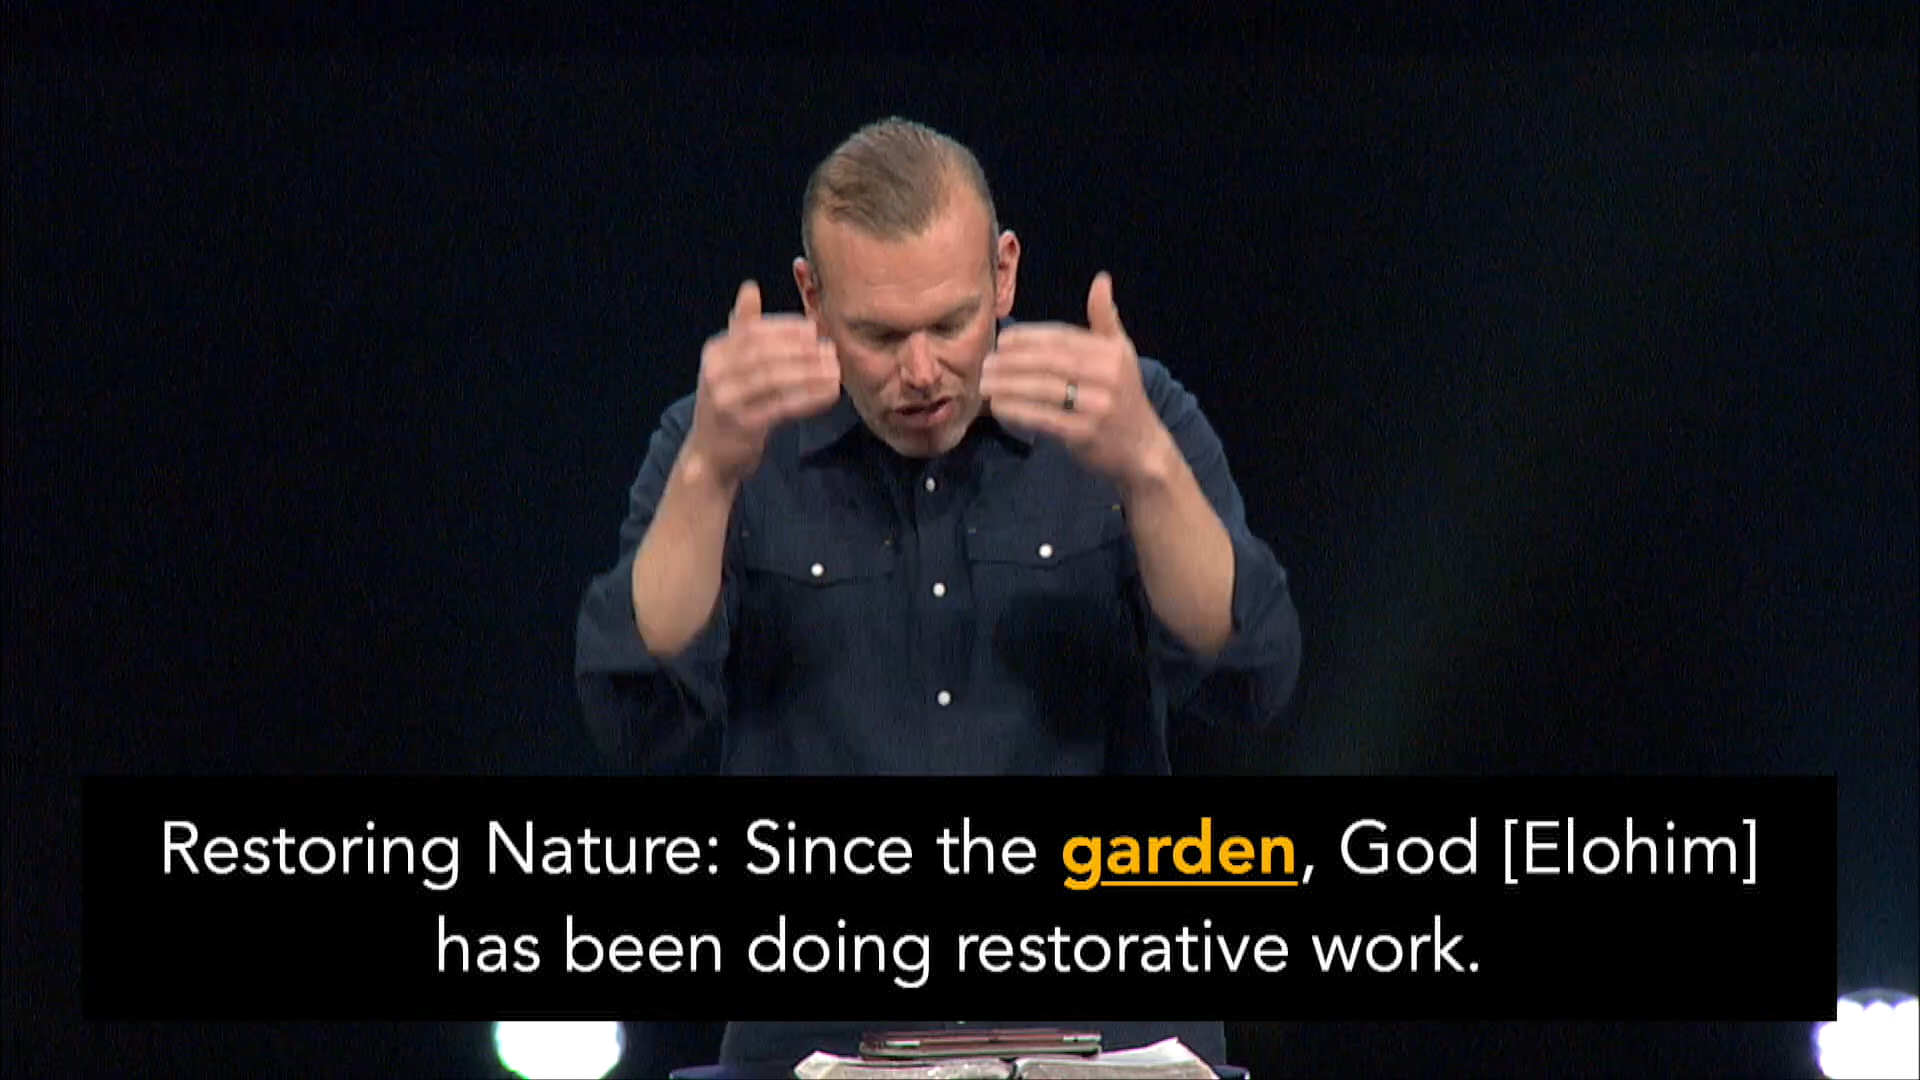 Restoring Nature: Since the garden, God [Elohim]
has been doing restorative work.